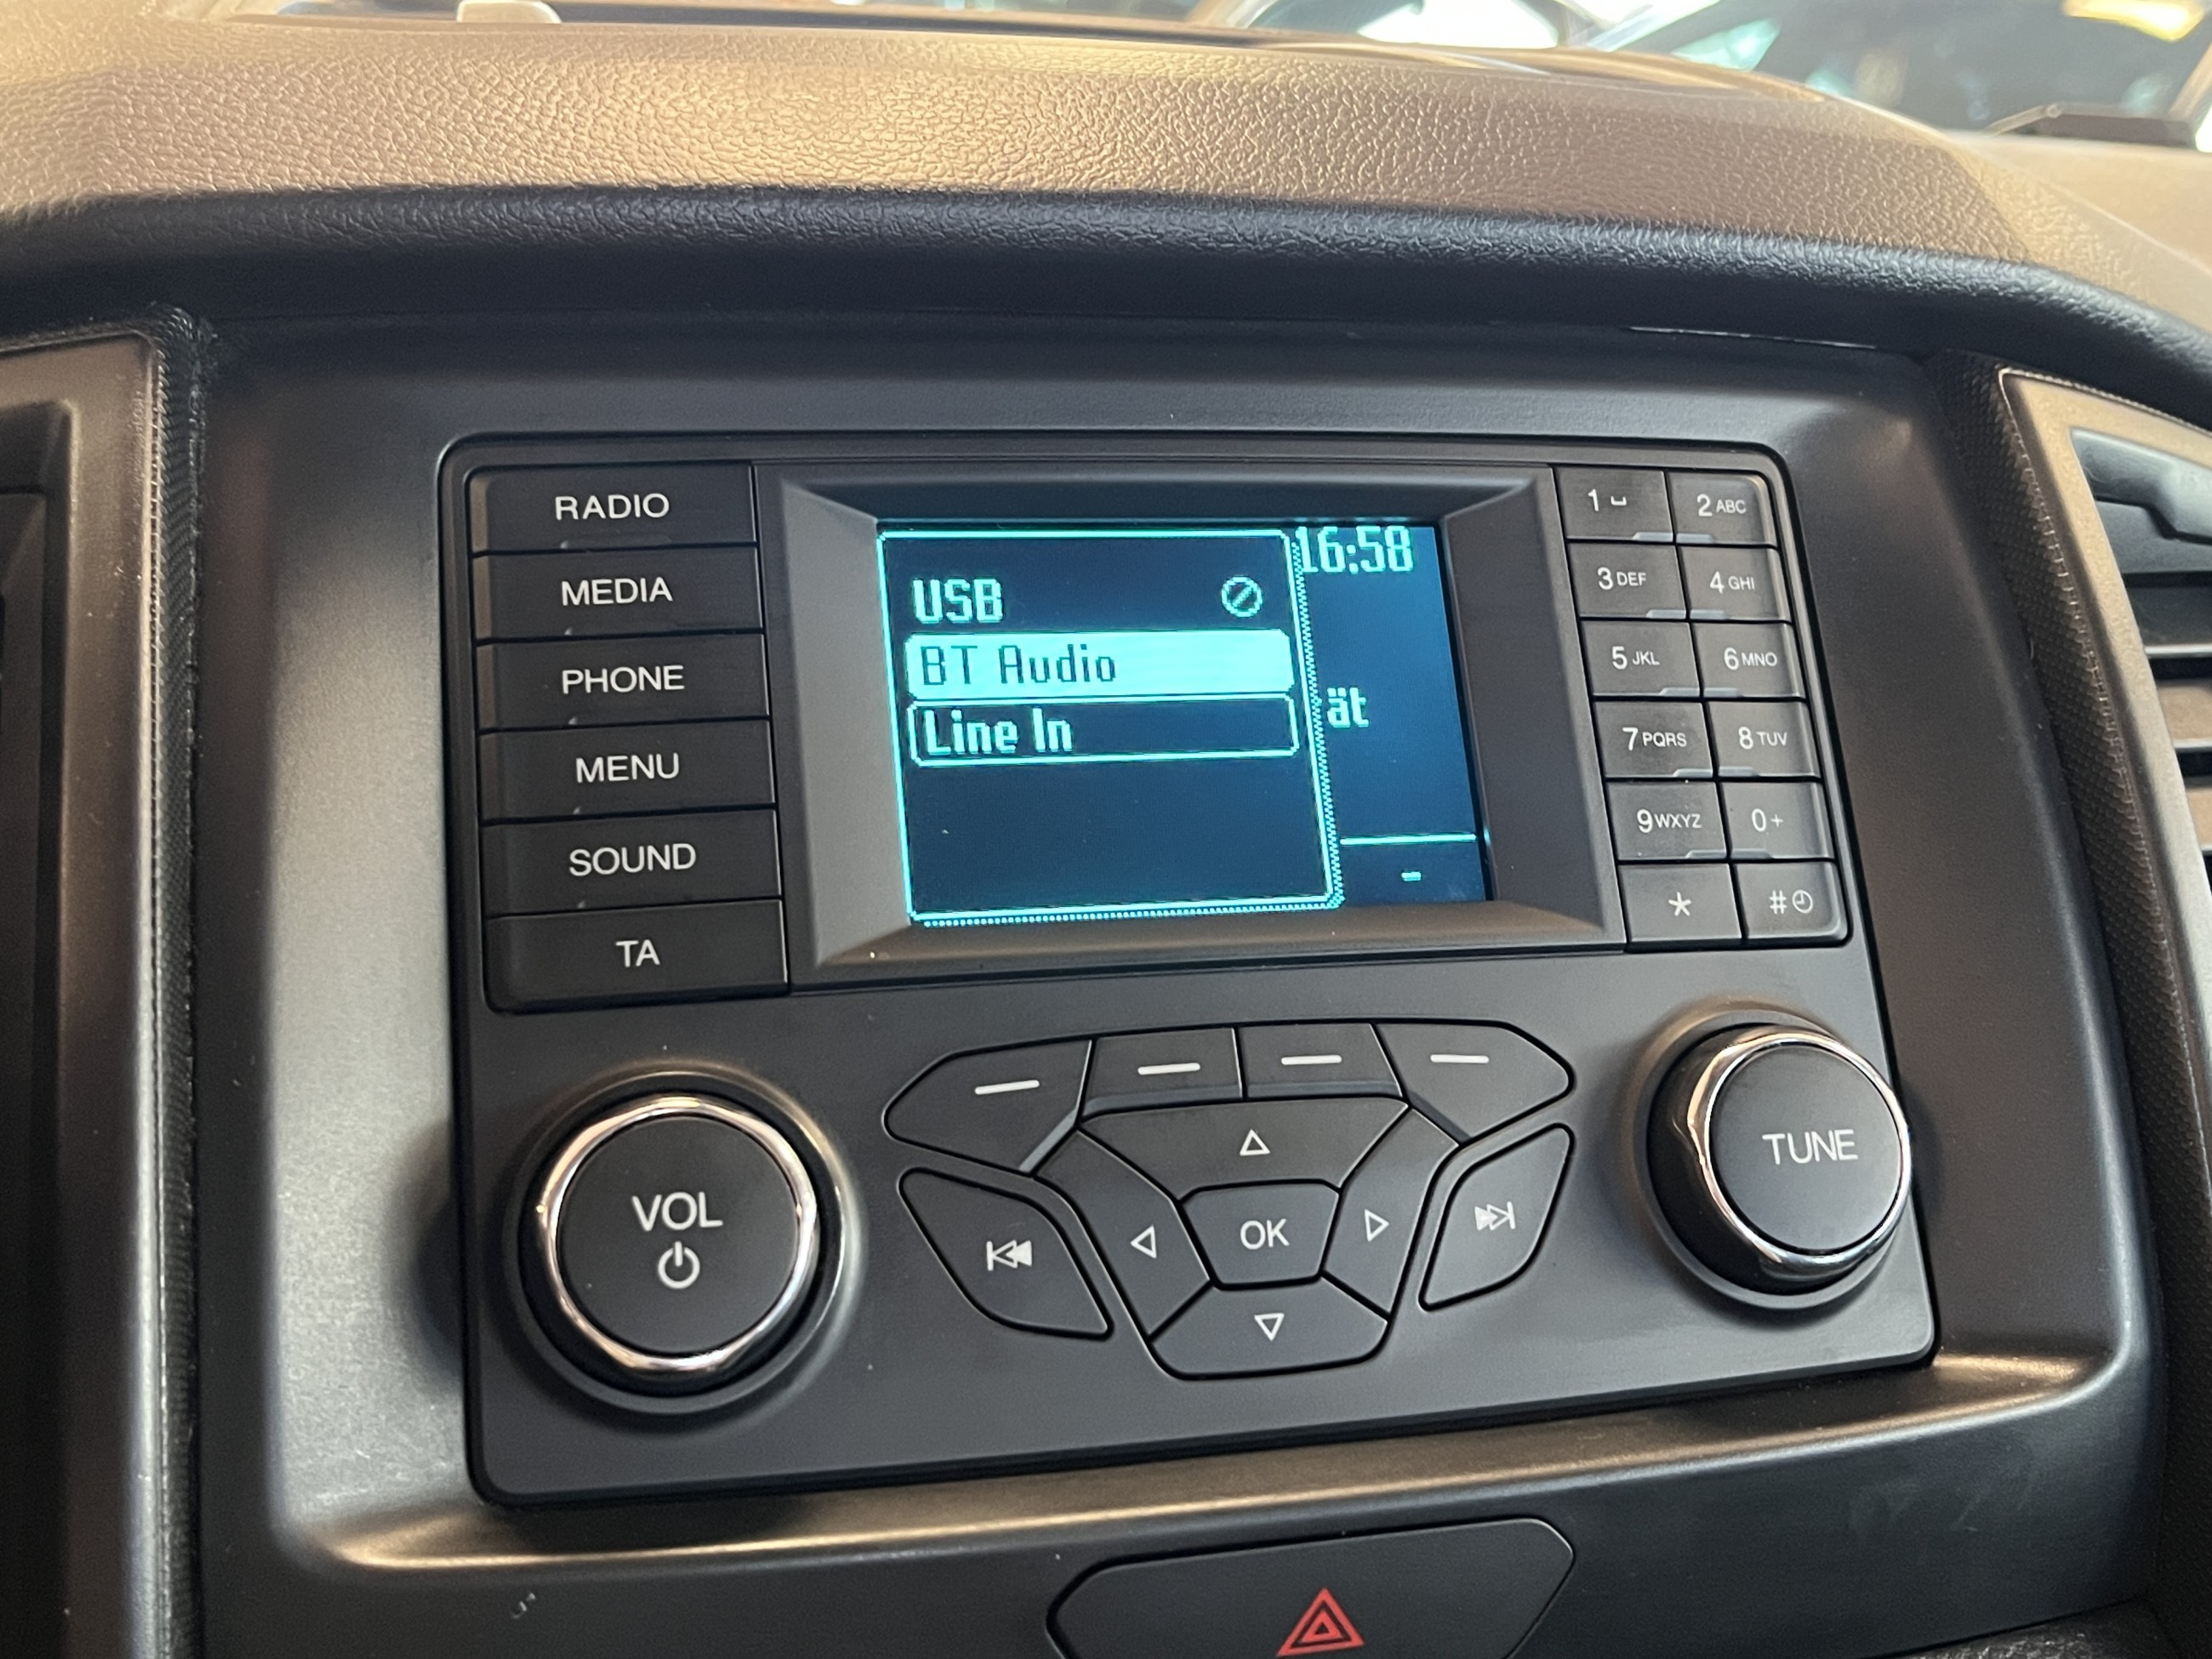 RADIO
MEDIA
PHONE
MENU
SOUND
TA
16:58
USB
BT Audio
Line In
ät
1
2 ABC
3 DEF
4 GHI
5 JKL
6 MNO
7 PQRS
8 TUV
9 WXYZ
0 +
*
#
VOL
OK
TUNE